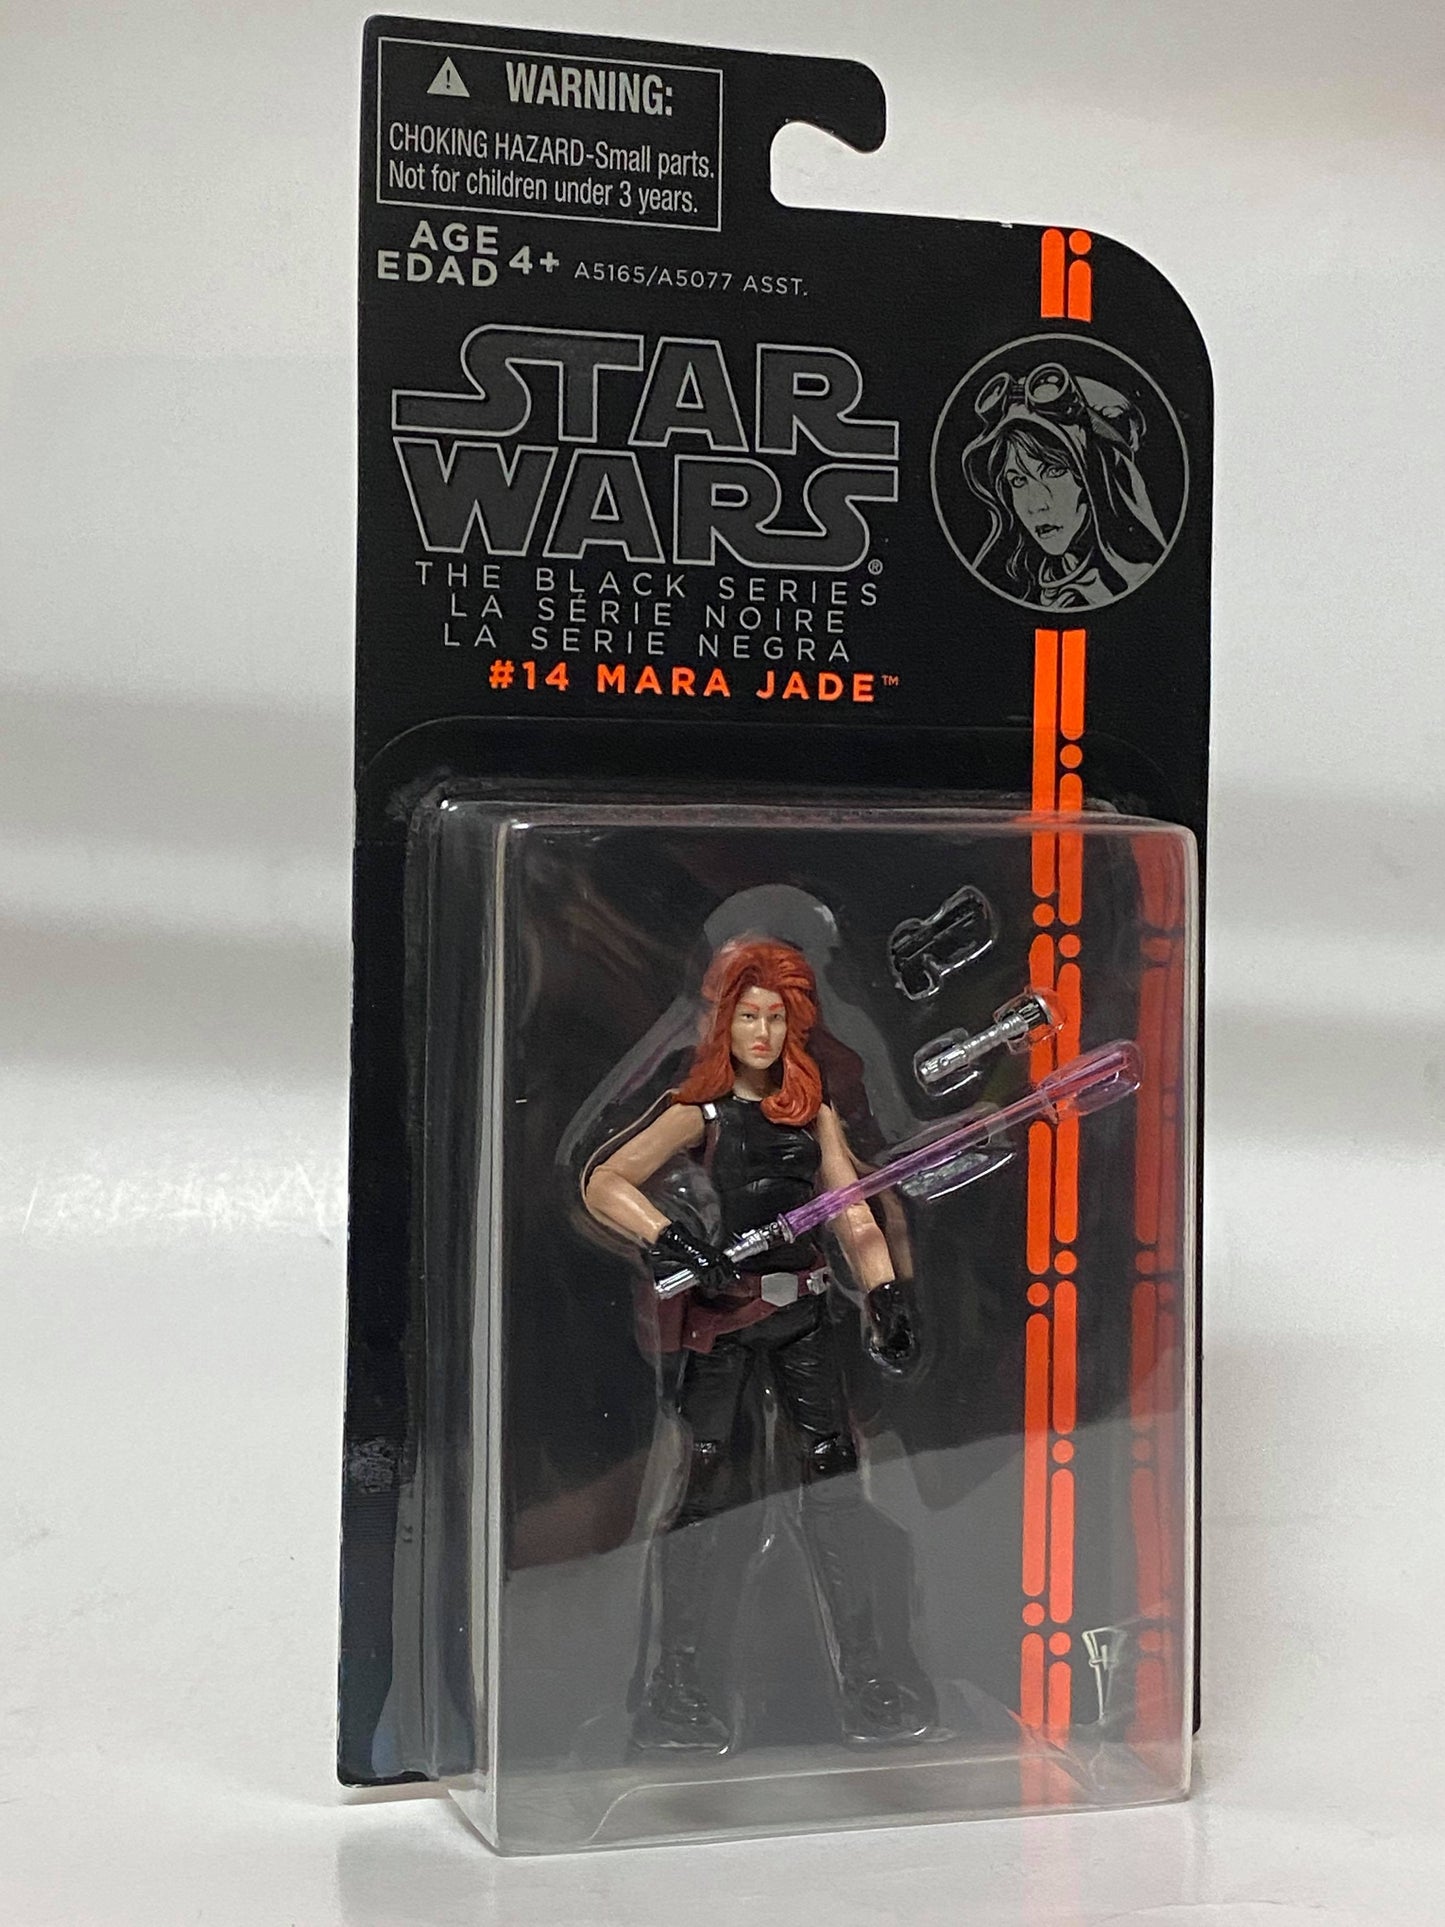 WARNING:
CHOKING HAZARD-Small parts.
Not for children under 3 years.
AGE
EDAD 4+ A5165/A5077 ASST.
STAR
WARS®
THE BLACK SERIES
LA SÉRIE NOIRE
LA SERIE NEGRA
#14 MARA JADE™